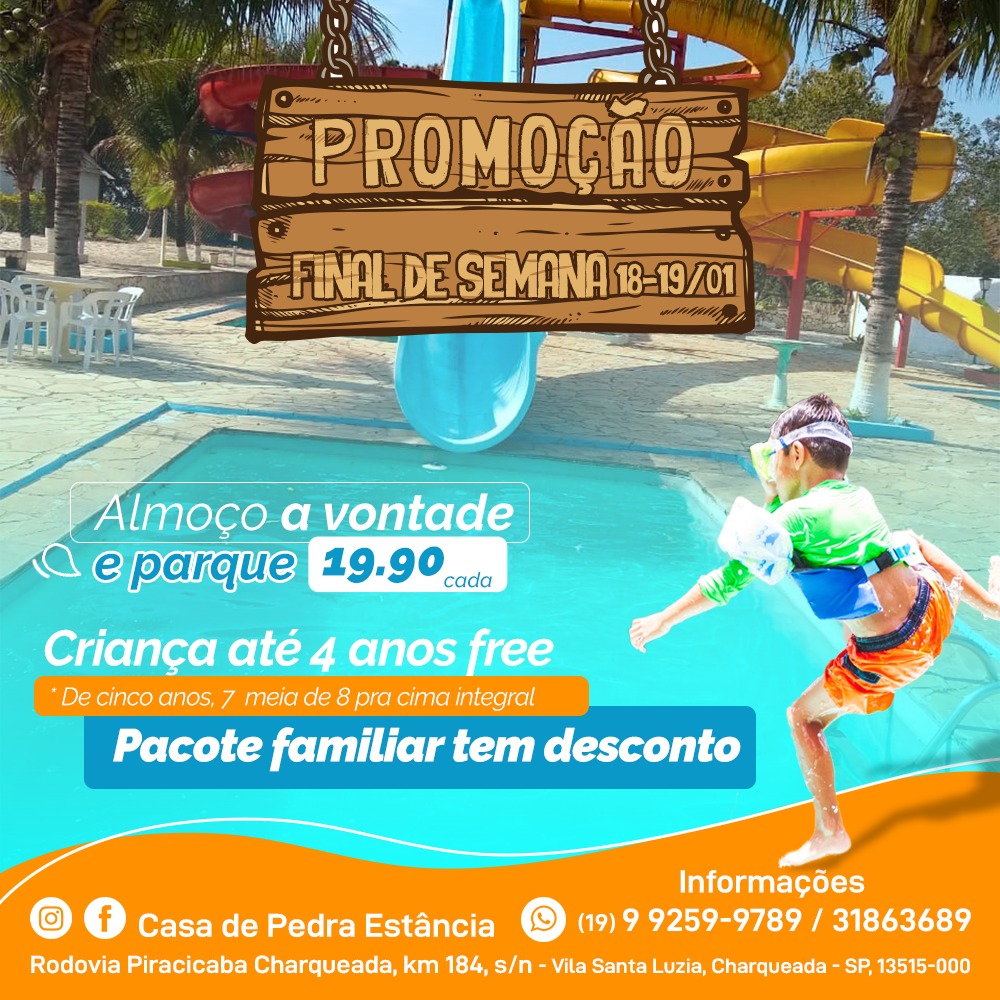 PROMOÇÃO
FINAL DE SEMANA 18-19/01
Almoço a vontade
e parque 19.90 cada
Criança até 4 anos free
* De cinco anos, 7 meia de 8 pra cima integral
Pacote familiar tem desconto
Informações
Casa de Pedra Estância (19) 9 9259-9789 / 31863689
Rodovia Piracicaba Charqueada, km 184, s/n - Vila Santa Luzia, Charqueada - SP, 13515-000